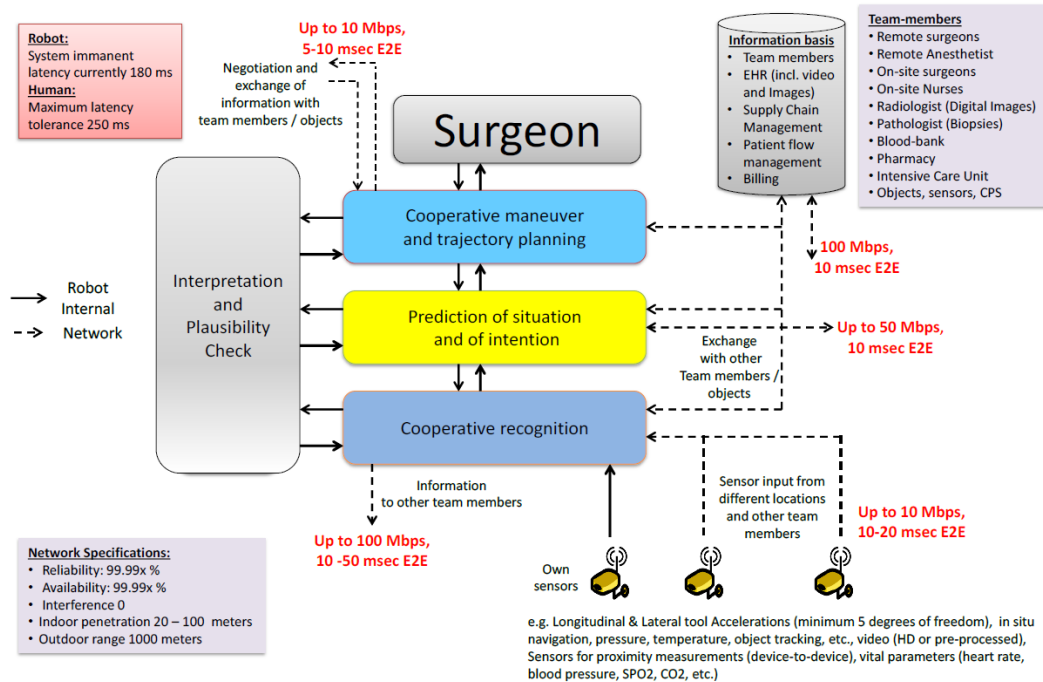 Robot:
System immanent
latency currently 180 ms
Human:
Maximum latency
tolerance 250 ms
Up to 10 Mbps,
5-10 msec E2E
Negotiation and
exchange of
information with
team members / objects
Surgeon
Information basis
• Team members
• EHR (incl. video
and Images)
• Supply Chain
Management
• Patient flow
management
• Billing
Team-members
• Remote surgeons
• Remote Anesthetist
• On-site surgeons
• On-site Nurses
• Radiologist (Digital Images)
• Pathologist (Biopsies)
• Blood-bank
• Pharmacy
• Intensive Care Unit
• Objects, sensors, CPS
100 Mbps,
10 msec E2E
Cooperative maneuver
and trajectory planning
Interpretation
and
Plausibility
Check
Robot
Internal
Network
Prediction of situation
and of intention
Up to 50 Mbps,
10 msec E2E
Exchange
with other
Team members /
objects
Cooperative recognition
Information
to other team members
Up to 100 Mbps,
10 -50 msec E2E
Sensor input from
different locations
and other team
members
Up to 10 Mbps,
10-20 msec E2E
Own
sensors
Network Specifications:
• Reliability: 99.99x %
• Availability: 99.99x %
• Interference 0
• Indoor penetration 20 – 100 meters
• Outdoor range 1000 meters
e.g. Longitudinal & Lateral tool Accelerations (minimum 5 degrees of freedom), in situ
navigation, pressure, temperature, object tracking, etc., video (HD or pre-processed),
Sensors for proximity measurements (device-to-device), vital parameters (heart rate,
blood pressure, SPO2, CO2, etc.)